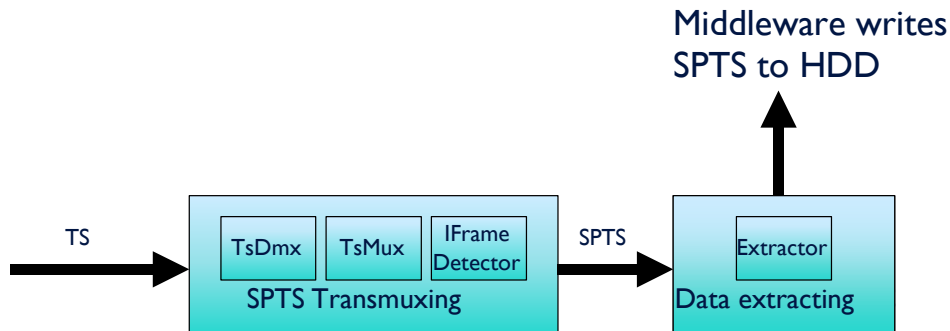 Middleware writes
SPTS to HDD
TS
TsDmx
TsMux
IFrame
Detector
SPTS Transmuxing
SPTS
Extractor
Data extracting